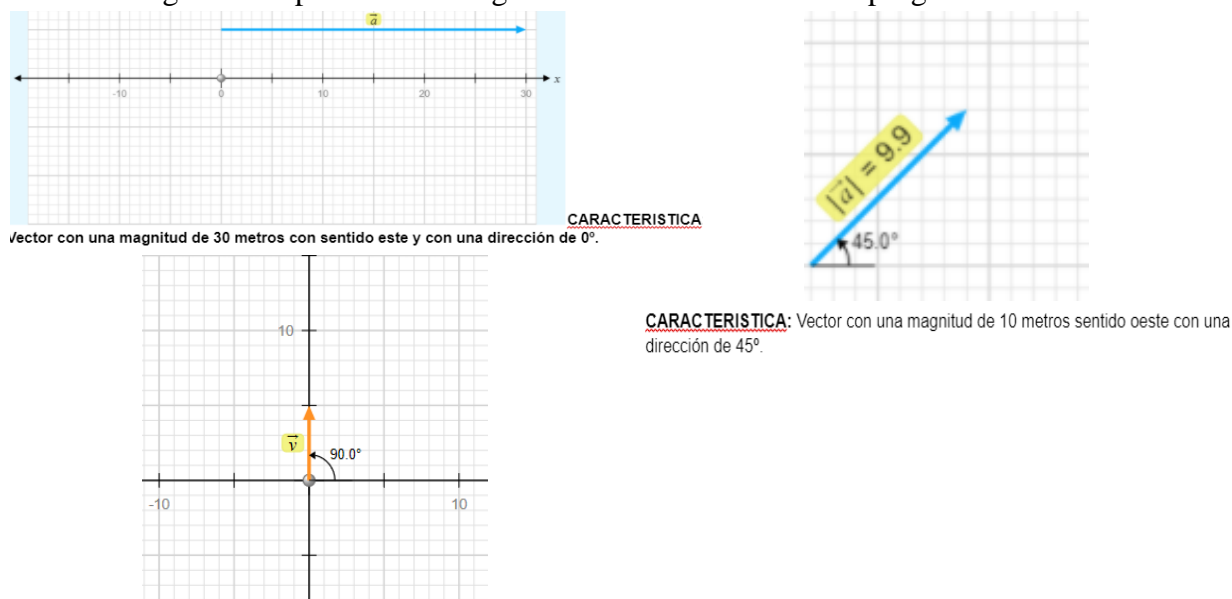 a
x
-10 0 10 20 30
CARACTERISTICA
Vector con una magnitud de 30 metros con sentido este y con una dirección de 0º.
|a| = 9.9
45.0°
CARACTERISTICA: Vector con una magnitud de 10 metros sentido oeste con una
dirección de 45º.
10
v
90.0°
-10 10